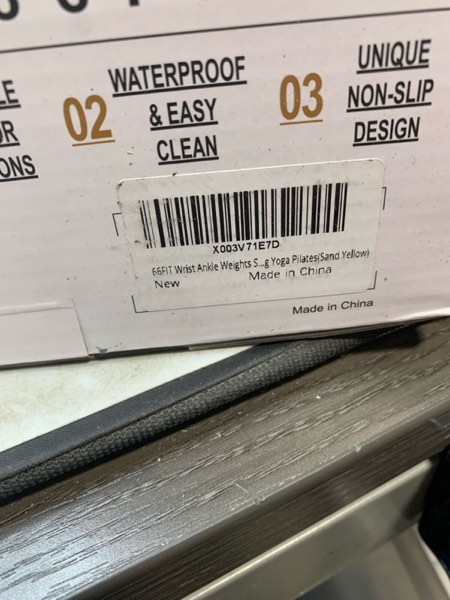 02
WATERPROOF
& EASY
CLEAN
03
UNIQUE
NON-SLIP
DESIGN
ONS
X003V71E7D
66FIT Wrist Ankle Weights S...g Yoga Pilates(Sand Yellow)
New
Made in China
Made in China